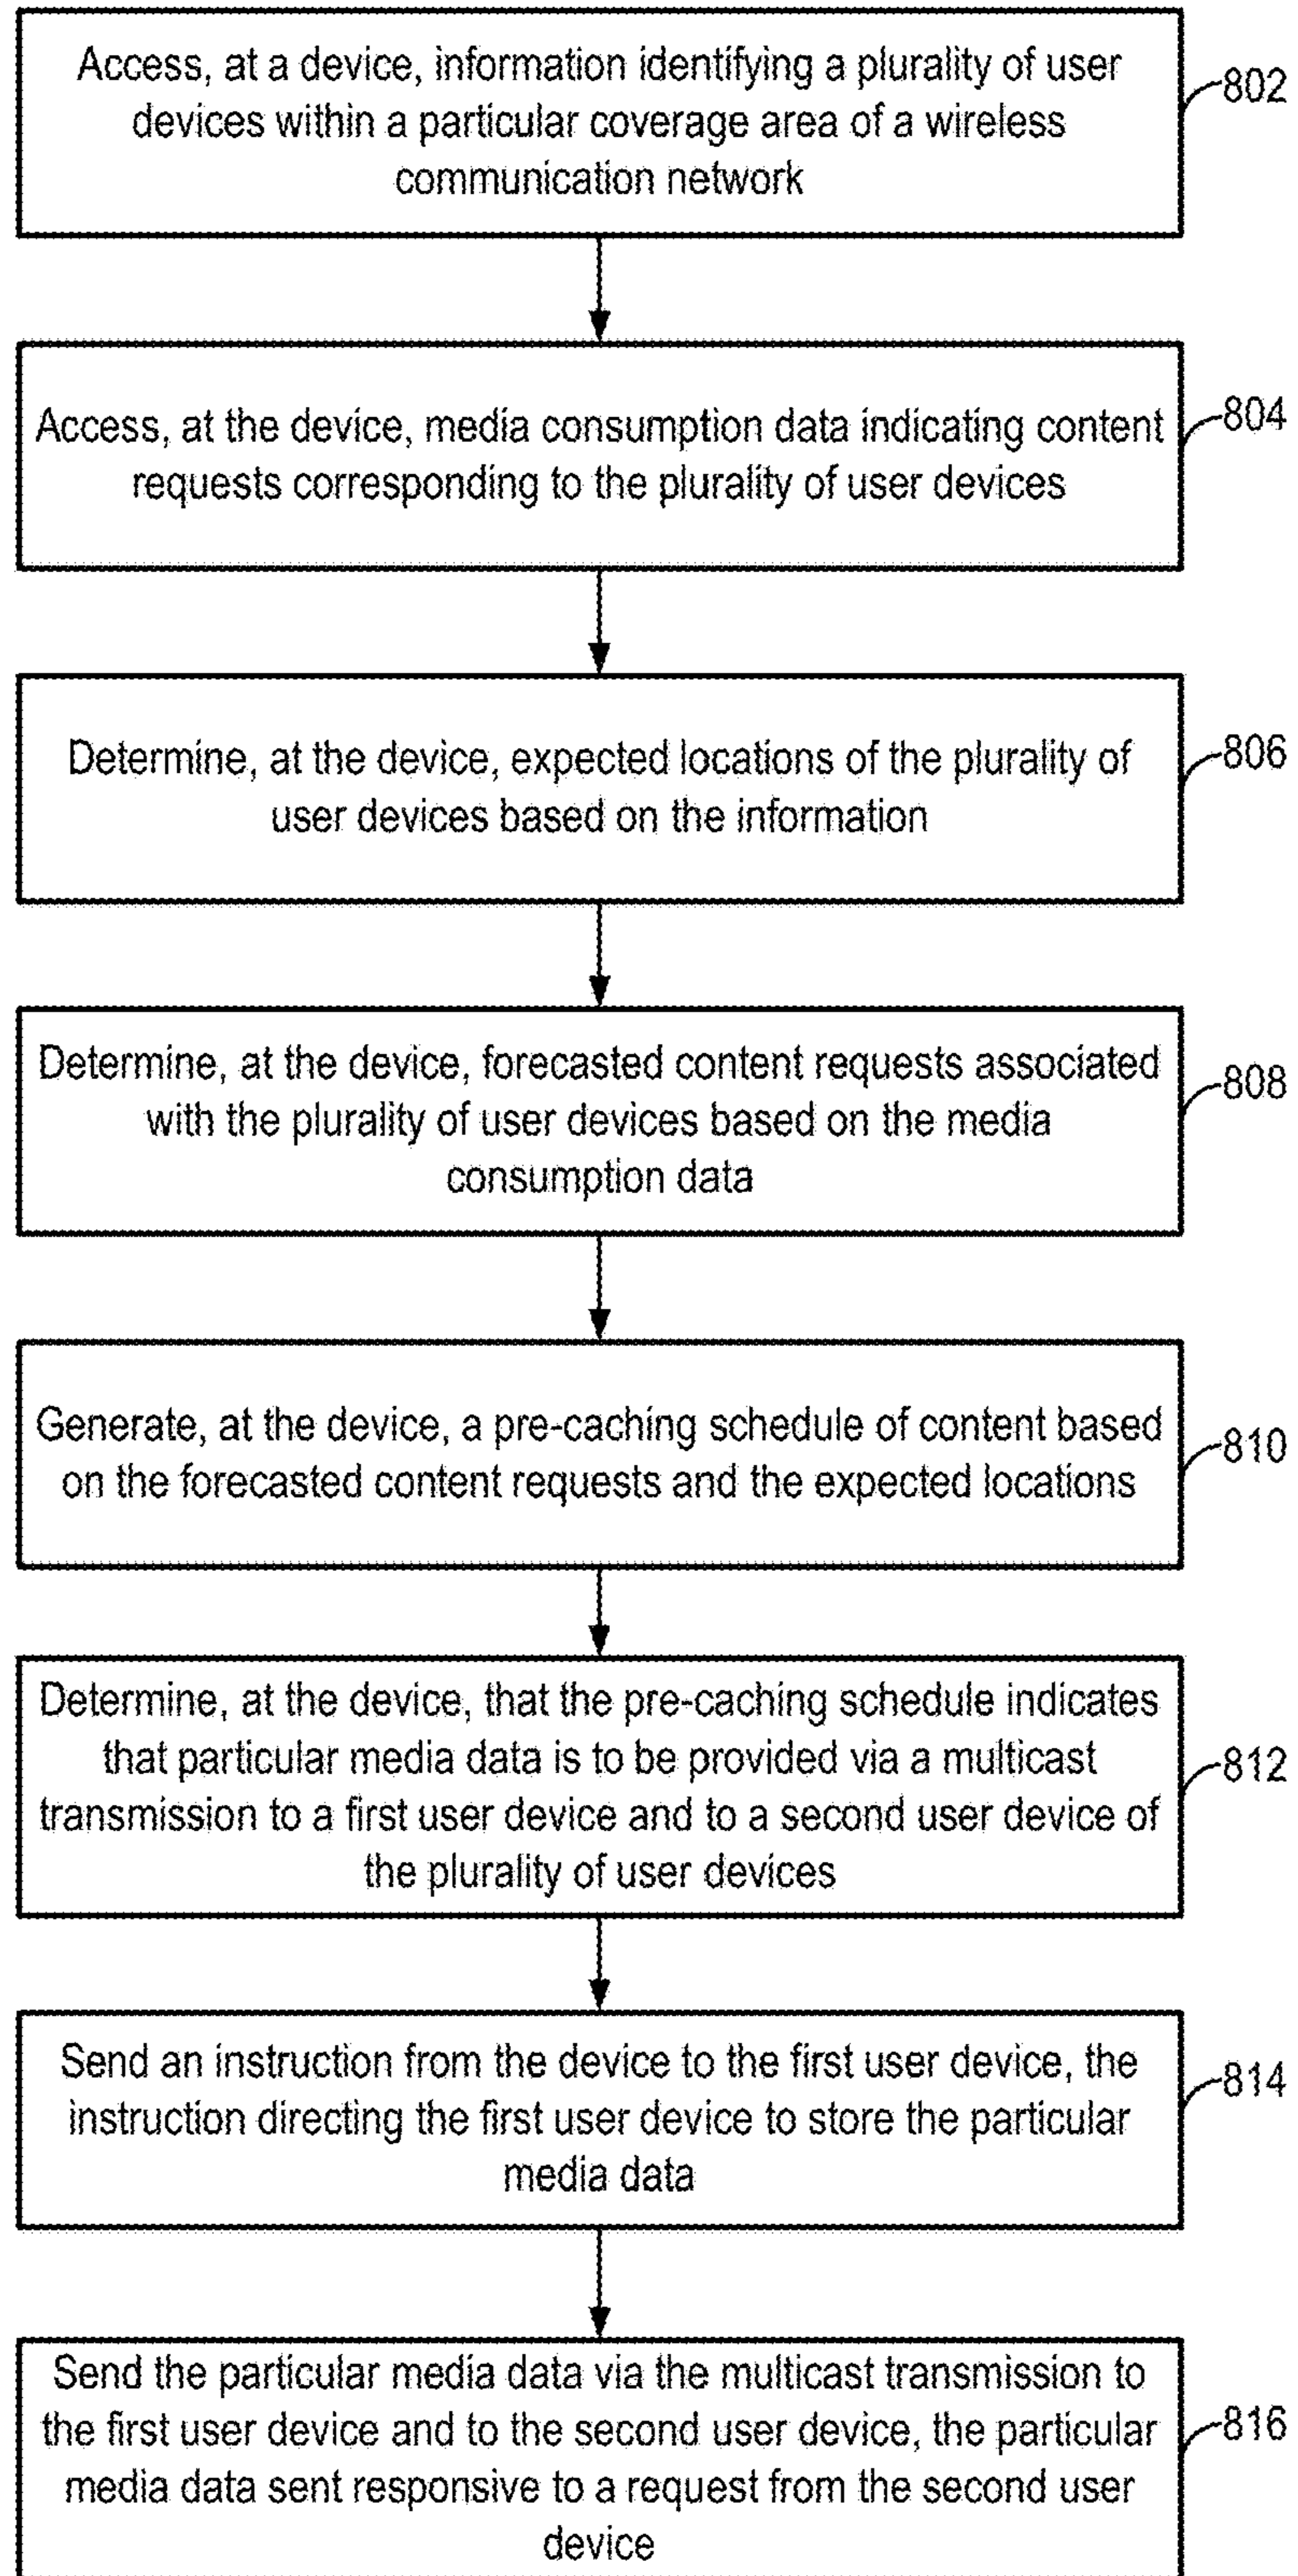 Access, at a device, information identifying a plurality of user
devices within a particular coverage area of a wireless
communication network
802
Access, at the device, media consumption data indicating content
requests corresponding to the plurality of user devices
804
Determine, at the device, expected locations of the plurality of
user devices based on the information
806
Determine, at the device, forecasted content requests associated
with the plurality of user devices based on the media
consumption data
808
Generate, at the device, a pre-caching schedule of content based
on the forecasted content requests and the expected locations
810
Determine, at the device, that the pre-caching schedule indicates
that particular media data is to be provided via a multicast
transmission to a first user device and to a second user device of
the plurality of user devices
812
Send an instruction from the device to the first user device, the
instruction directing the first user device to store the particular
media data
814
Send the particular media data via the multicast transmission to
the first user device and to the second user device, the particular
media data sent responsive to a request from the second user
device
816